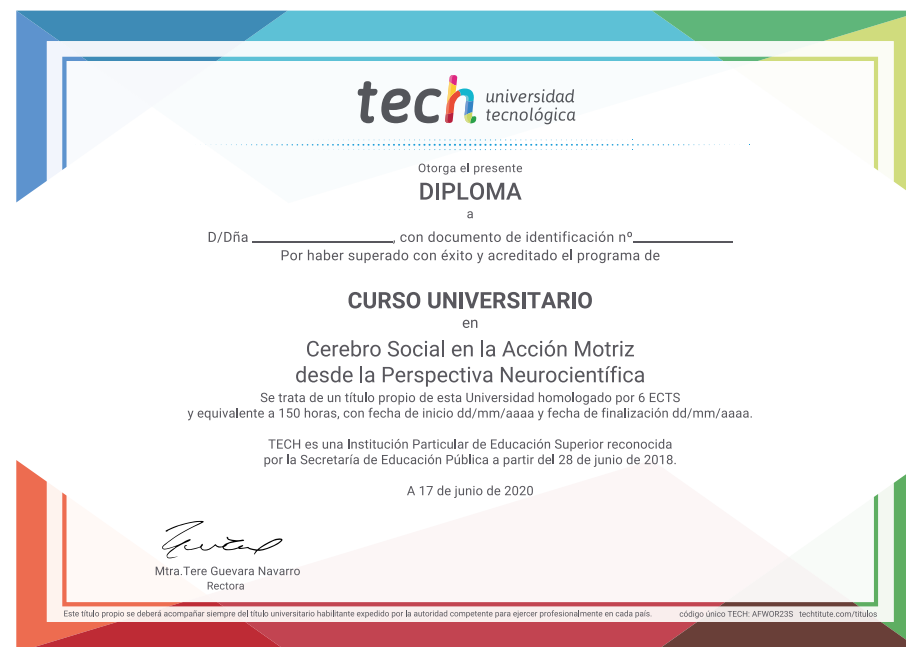 tech universidad
tecnológica
Otorga el presente
DIPLOMA
a
D/Dña ____________________, con documento de identificación nº______________
Por haber superado con éxito y acreditado el programa de
CURSO UNIVERSITARIO
en
Cerebro Social en la Acción Motriz
desde la Perspectiva Neurocientífica
Se trata de un título propio de esta Universidad homologado por 6 ECTS
y equivalente a 150 horas, con fecha de inicio dd/mm/aaaa y fecha de finalización dd/mm/aaaa.
TECH es una Institución Particular de Educación Superior reconocida
por la Secretaría de Educación Pública a partir del 28 de junio de 2018.
A 17 de junio de 2020
Mtra.Tere Guevara Navarro
Rectora
Este título propio se deberá acompañar siempre del título universitario habilitante expedido por la autoridad competente para ejercer profesionalmente en cada país. código único TECH: AFWOR23S techtitute.com/titulos